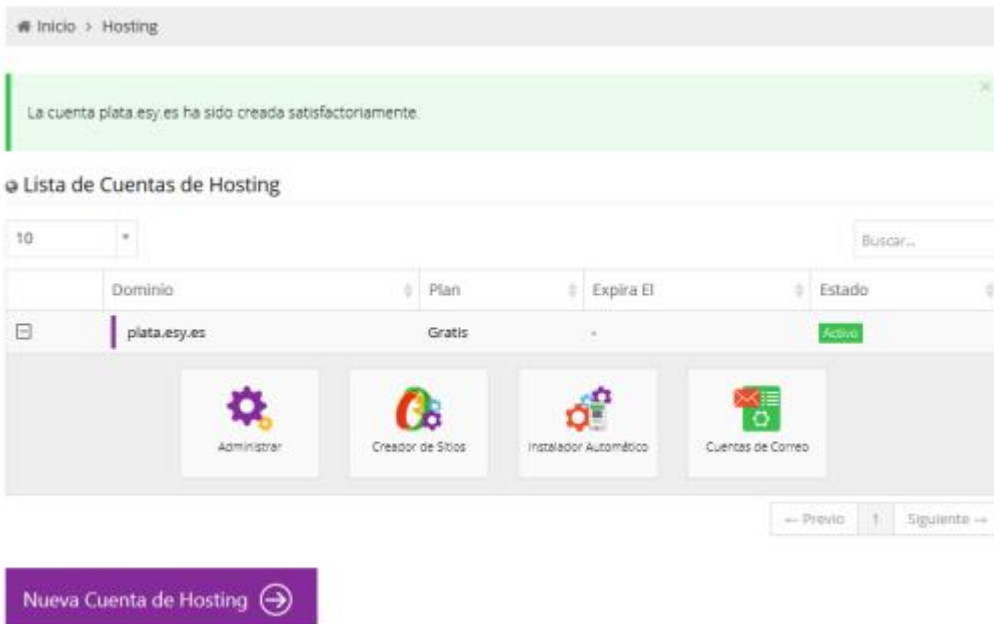 Inicio > Hosting
La cuenta plata.esy.es ha sido creada satisfactoriamente.
Lista de Cuentas de Hosting
10
Buscar...
Dominio Plan Expira El Estado
plata.esy.es Gratis - Activo
Administrar Creador de Sitios Instalador Automático Cuentas de Correo
← Previo 1 Siguiente →
Nueva Cuenta de Hosting